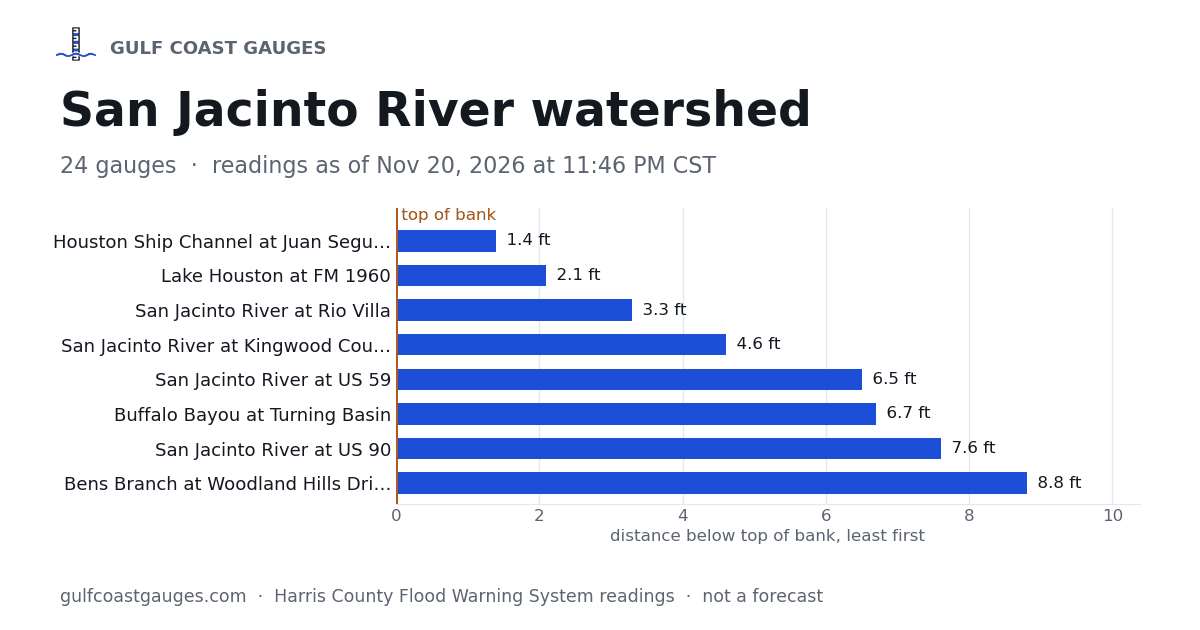 GULF COAST GAUGES
San Jacinto River watershed
24 gauges · readings as of Nov 20, 2026 at 11:46 PM CST
top of bank
Houston Ship Channel at Juan Segu… 1.4 ft
Lake Houston at FM 1960 2.1 ft
San Jacinto River at Rio Villa 3.3 ft
San Jacinto River at Kingwood Cou… 4.6 ft
San Jacinto River at US 59 6.5 ft
Buffalo Bayou at Turning Basin 6.7 ft
San Jacinto River at US 90 7.6 ft
Bens Branch at Woodland Hills Dri… 8.8 ft
0 2 4 6 8 10
distance below top of bank, least first
gulfcoastgauges.com · Harris County Flood Warning System readings · not a forecast